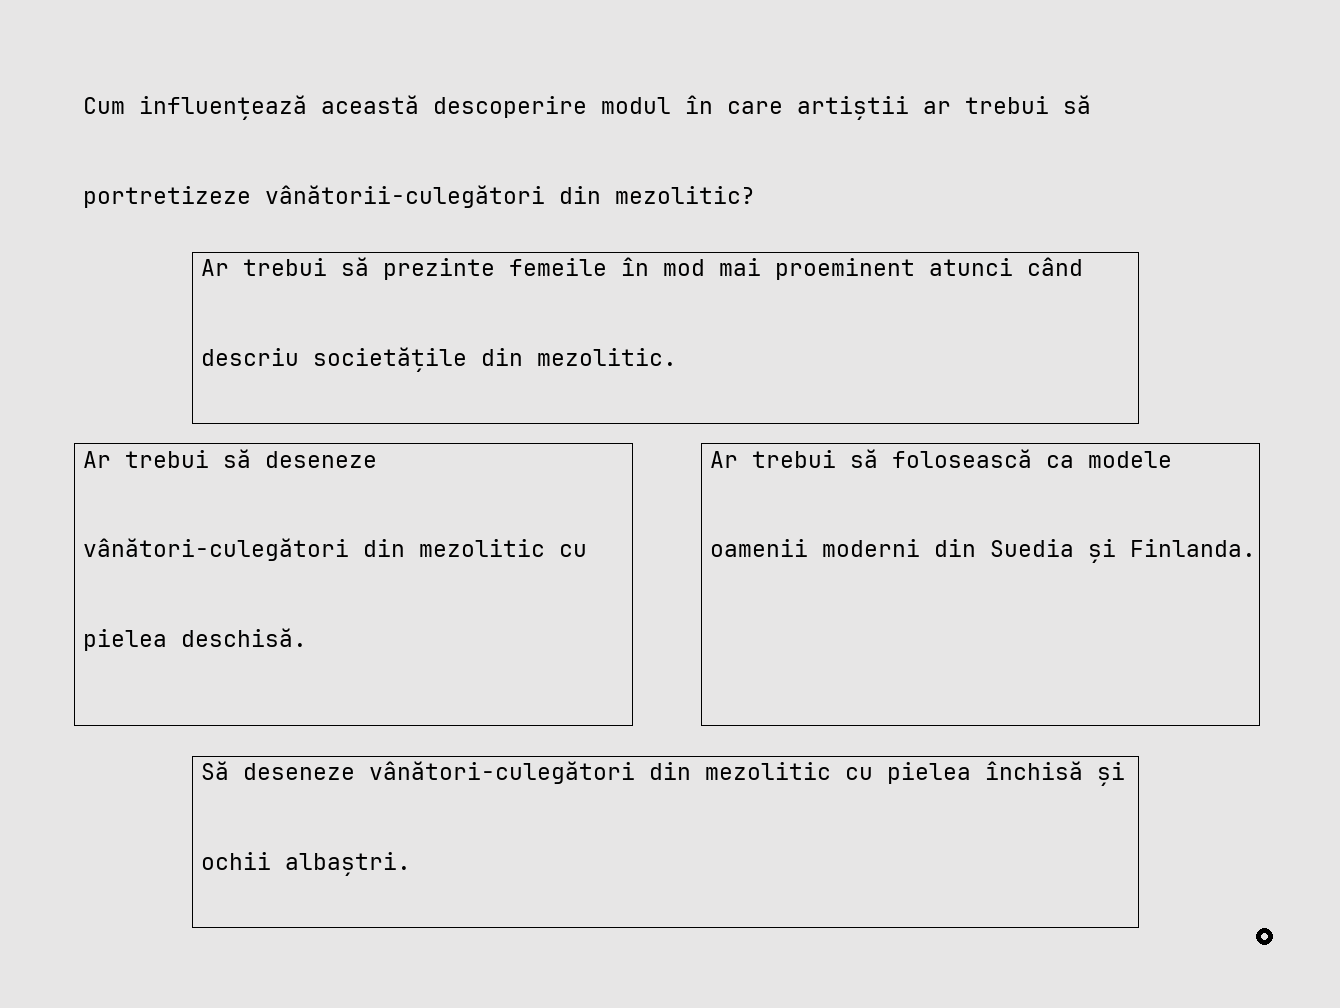 Cum influențează această descoperire modul în care artiștii ar trebui să
portretizeze vânătorii-culegători din mezolitic?
Ar trebui să prezinte femeile în mod mai proeminent atunci când
descriu societățile din mezolitic.
Ar trebui să deseneze
vânători-culegători din mezolitic cu
pielea deschisă.
Ar trebui să folosească ca modele
oamenii moderni din Suedia și Finlanda.
Să deseneze vânători-culegători din mezolitic cu pielea închisă și
ochii albaștri.